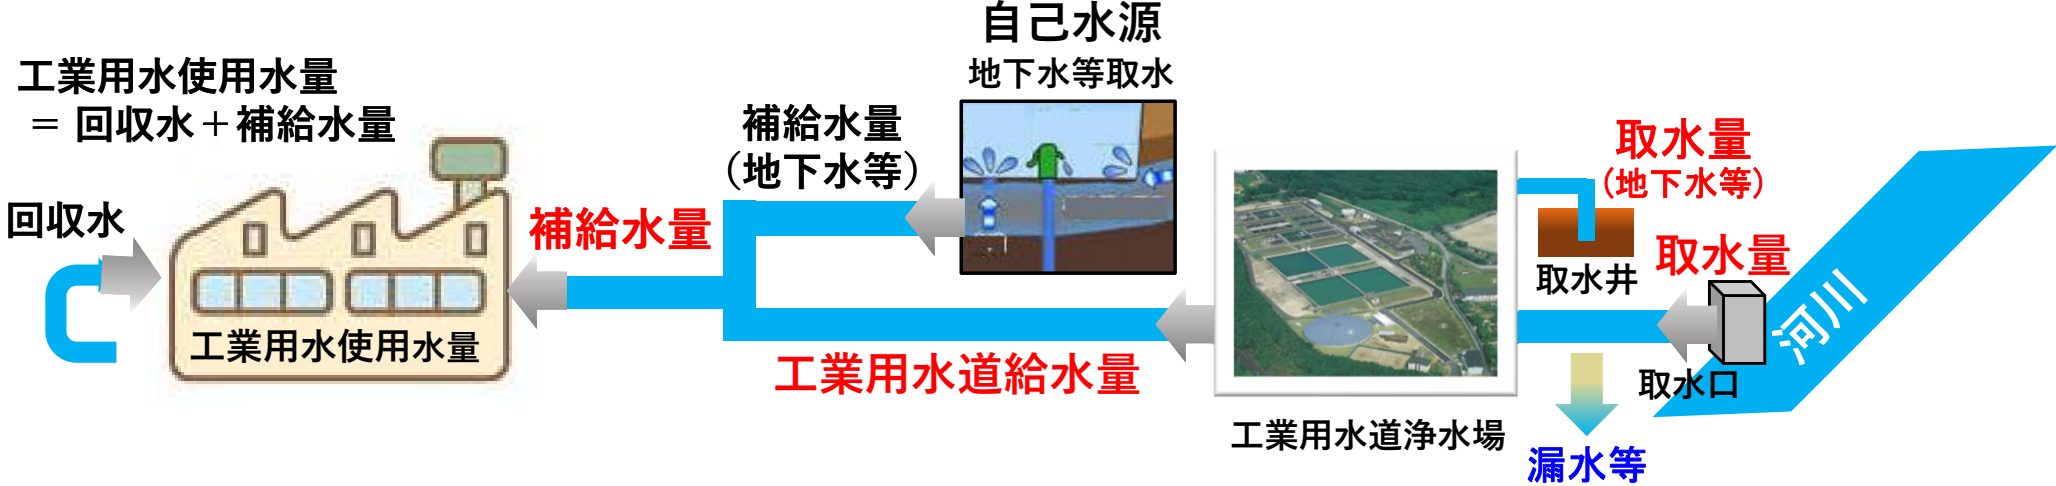 工業用水使用水量
＝ 回収水＋補給水量
回収水
工業用水使用水量
補給水量
自己水源
地下水等取水
補給水量
（地下水等）
工業用水道給水量
工業用水道浄水場
取水量
（地下水等）
取水井
取水量
取水口
河川
漏水等